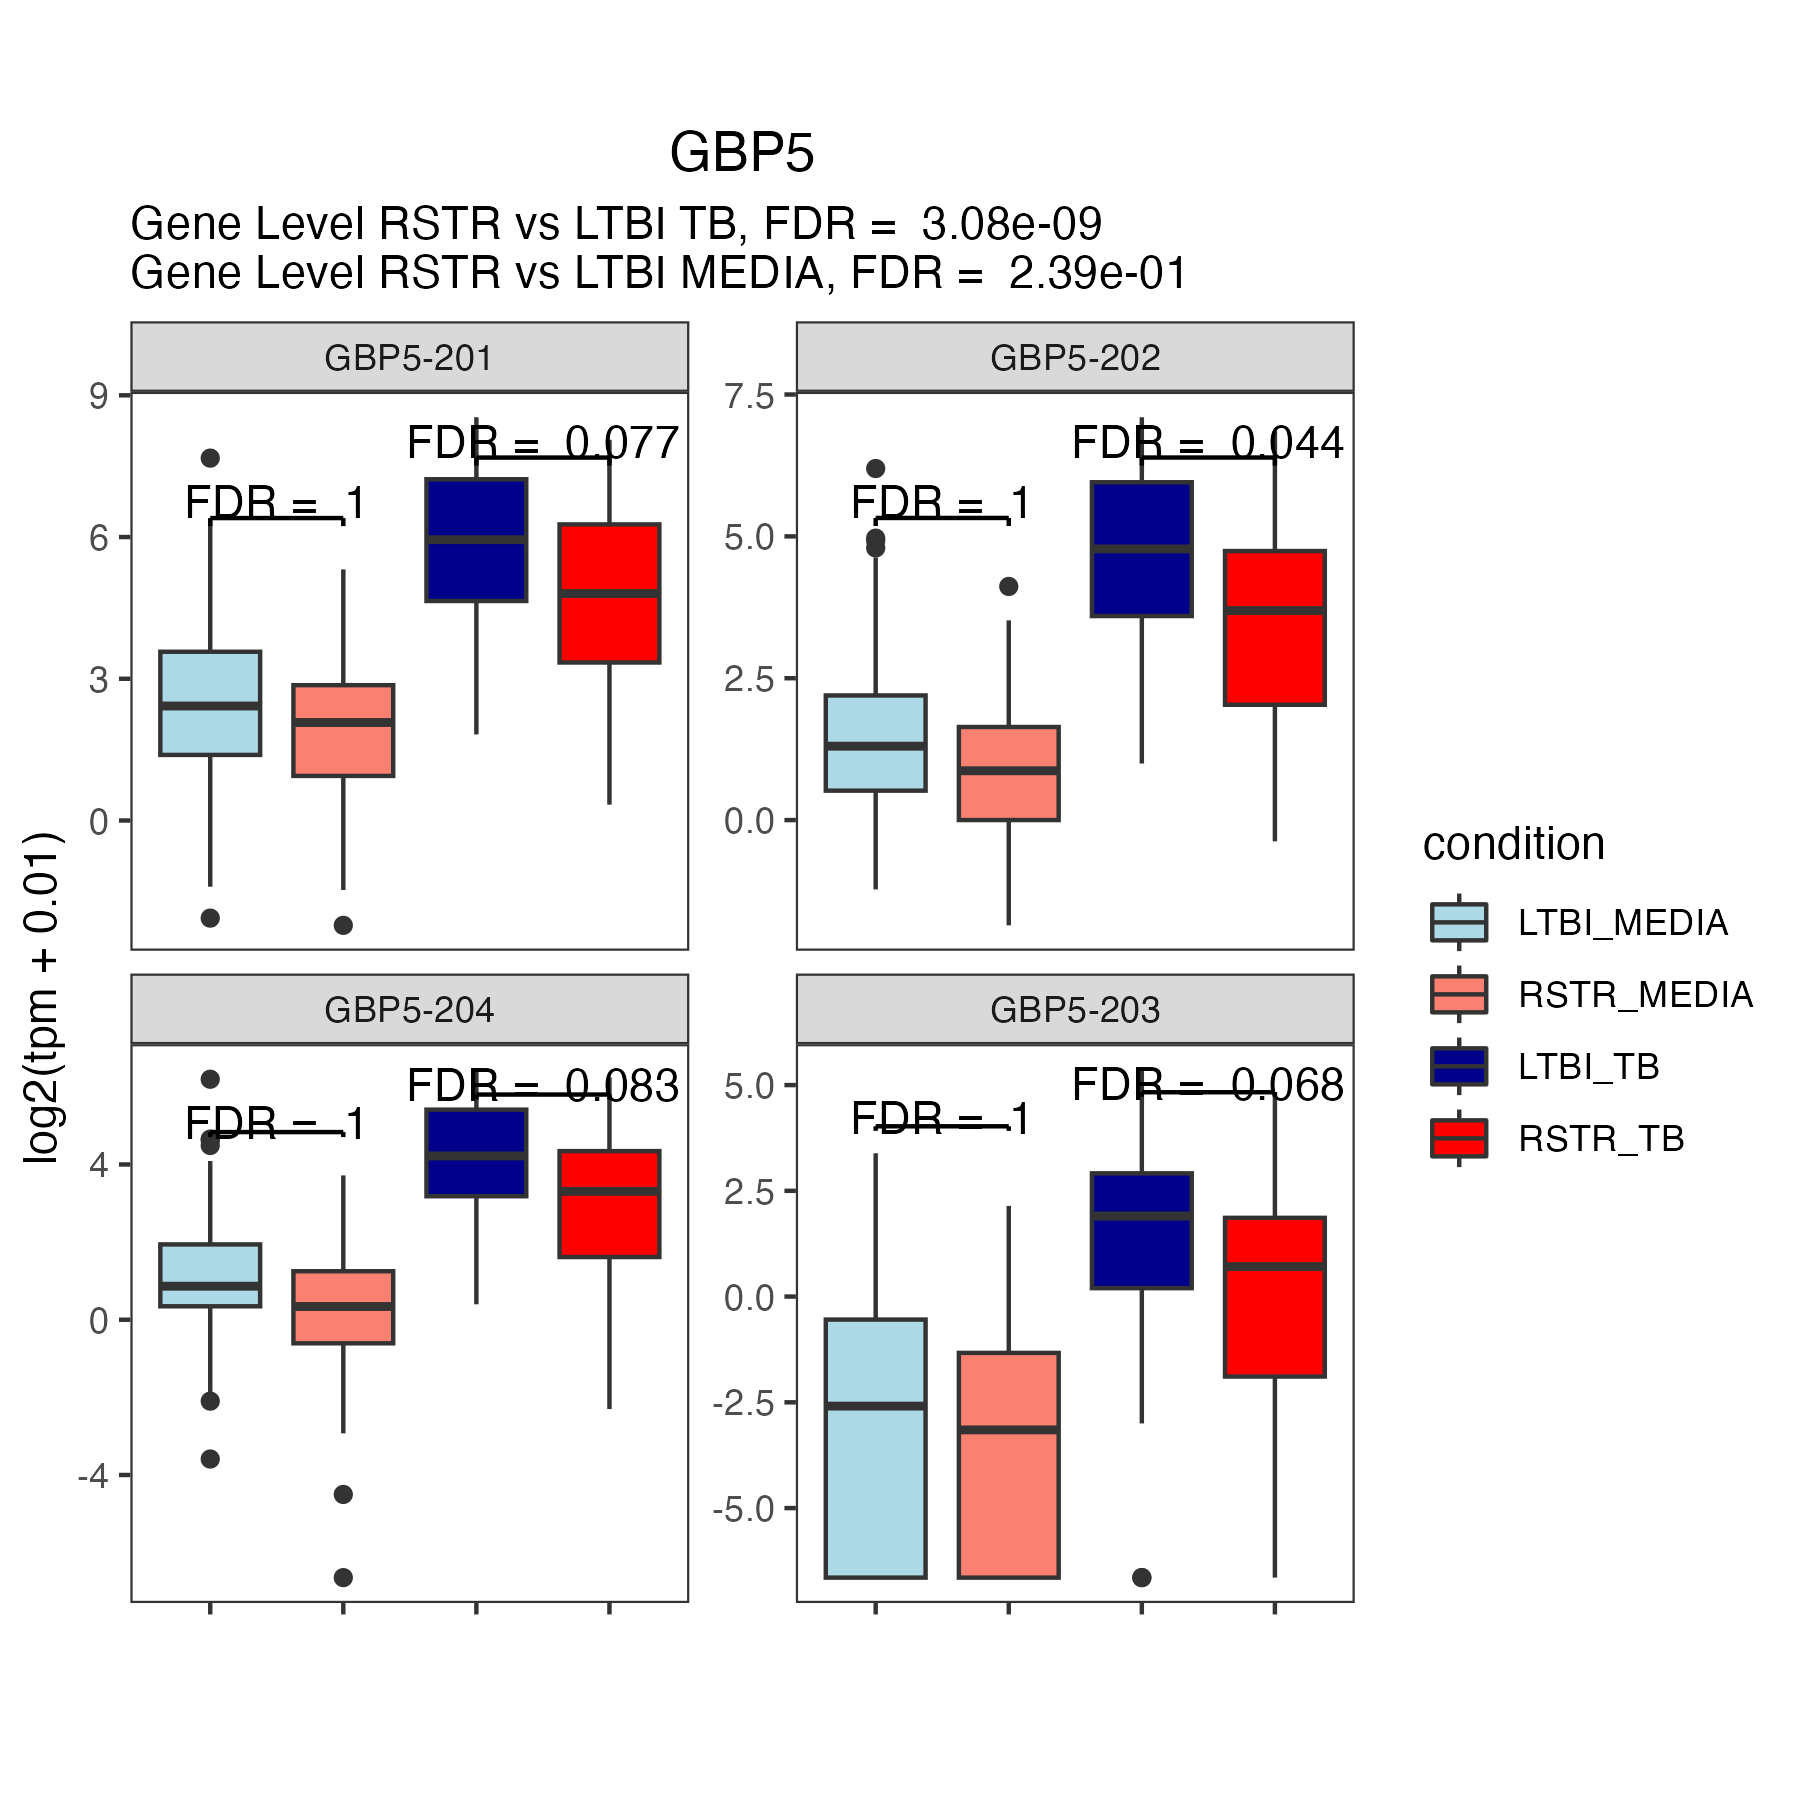 GBP5
Gene Level RSTR vs LTBI TB, FDR = 3.08e-09
Gene Level RSTR vs LTBI MEDIA, FDR = 2.39e-01
GBP5-201
9
6
3
0
FDR = 1
FDR = 0.077
GBP5-202
7.5
5.0
2.5
0.0
FDR = 1
FDR = 0.044
GBP5-204
4
0
-4
FDR = 1
FDR = 0.083
GBP5-203
5.0
2.5
0.0
-2.5
-5.0
FDR = 1
FDR = 0.068
log2(tpm + 0.01)
condition
LTBI_MEDIA
RSTR_MEDIA
LTBI_TB
RSTR_TB